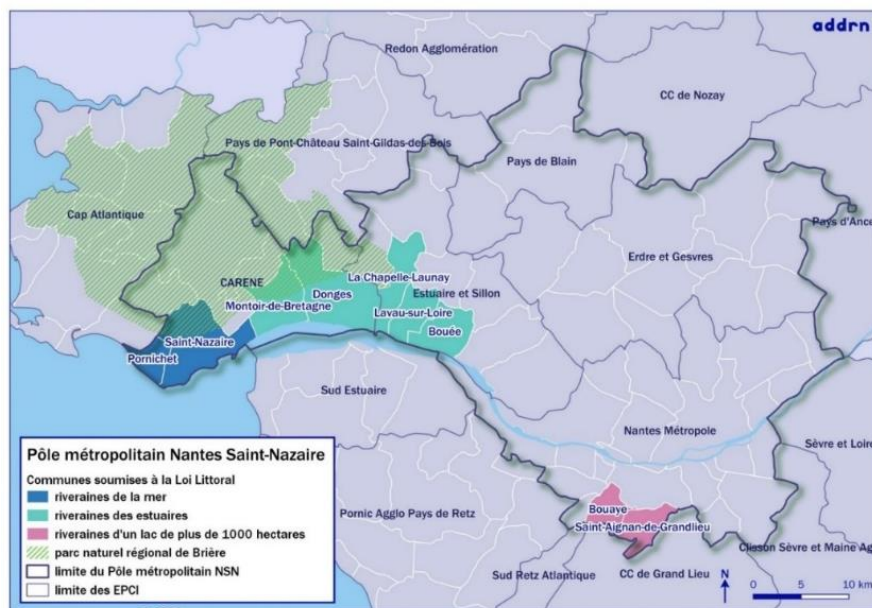 addrn
Redon Agglomération
CC de Nozay
Pays de Pont-Château Saint-Gildas-des-Bois
Pays de Blain
Cap Atlantique
Pays d'Ance
Erdre et Gesvres
La Chapelle-Launay
CARENE
Donges
Estuaire et Sillon
Montoir-de-Bretagne
Lavau-sur-Loire
Saint-Nazaire
Bouée
Pornichet
Sud Estuaire
Nantes Métropole
Sèvre et Loire
Pôle métropolitain Nantes Saint-Nazaire
Communes soumises à la Loi Littoral
riveraines de la mer
riveraines des estuaires
riveraines d'un lac de plus de 1000 hectares
parc naturel régional de Brière
limite du Pôle métropolitain NSN
limite des EPCI
Pornic Agglo Pays de Retz
Bouaye
Saint-Aignan-de-Grandlieu
Clisson Sèvre et Maine Ag
Sud Retz Atlantique
CC de Grand Lieu
N
0 5 10 km